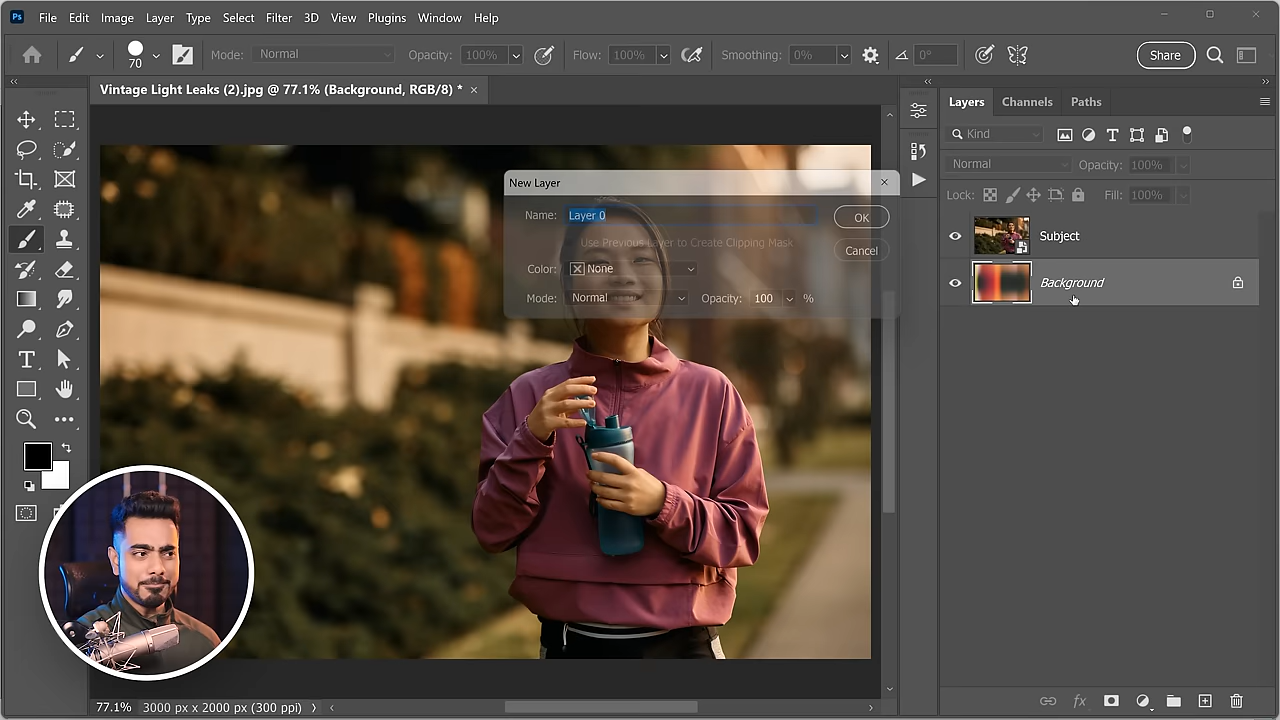 Ps File Edit Image Layer Type Select Filter 3D View Plugins Window Help
70 Mode: Normal Opacity: 100% Flow: 100% Smoothing: 0% 0° Share
Vintage Light Leaks (2).jpg @ 77.1% (Background, RGB/8) *
Layers Channels Paths
Kind
Normal Opacity: 100%
Lock: Fill: 100%
Subject
Background
New Layer
Name: Layer 0 OK
Use Previous Layer to Create Clipping Mask
Cancel
Color: None
Mode: Normal Opacity: 100 %
77.1% 3000 px x 2000 px (300 ppi)
fx